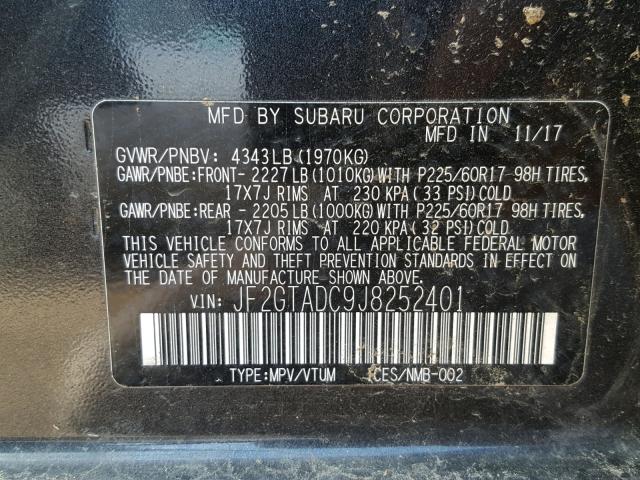 MFD BY SUBARU CORPORATION
MFD IN 11/17
GVWR/PNBV: 4343LB(1970KG)
GAWR/PNBE:FRONT- 2227LB(1010KG)WITH P225/60R17 98H TIRES,
17X7J RIMS AT 230 KPA(33 PSI)COLD
GAWR/PNBE:REAR - 2205LB(1000KG)WITH P225/60R17 98H TIRES,
17X7J RIMS AT 220 KPA(32 PSI)COLD
THIS VEHICLE CONFORMS TO ALL APPLICABLE FEDERAL MOTOR
VEHICLE SAFETY AND THEFT PREVENTION STANDARDS IN EFFECT
ON THE DATE OF MANUFACTURE SHOWN ABOVE.
VIN: JF2GTADC9J8252401
TYPE:MPV/VTUM ICES/NMB-002